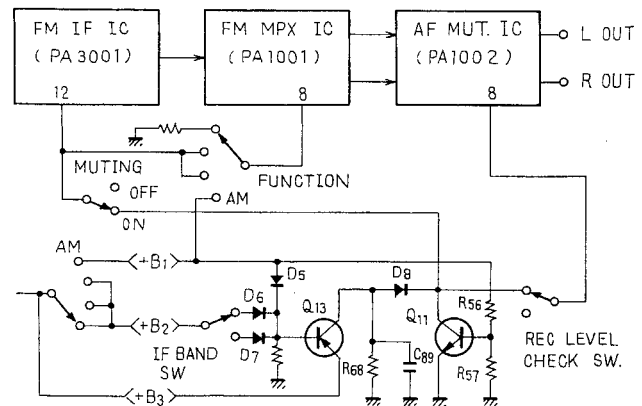 FM IF IC
(PA3001)
12
FM MPX IC
(PA1001)
8
AF MUT. IC
(PA1002)
8
L OUT
R OUT
MUTING
OFF
ON
FUNCTION
AM
AM
+B1
+B2
+B3
IF BAND
SW
D5
D6
D7
Q13
D8
R68
C89
Q11
R56
R57
REC LEVEL
CHECK SW.